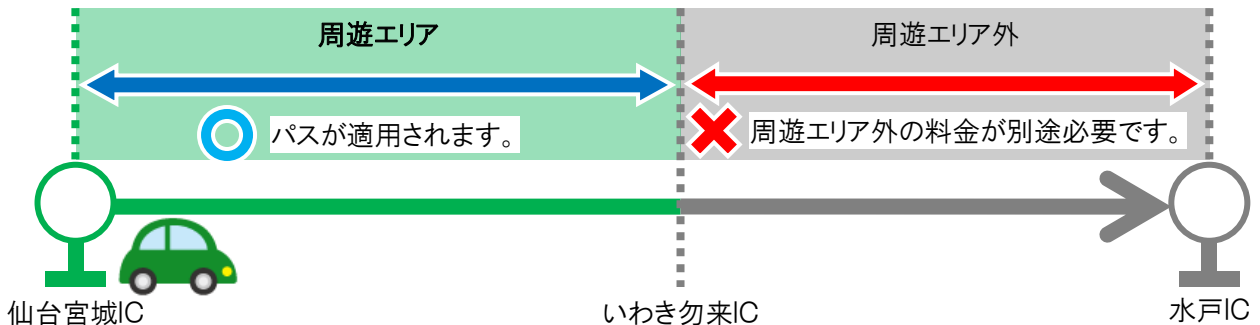 周遊エリア
周遊エリア外
パスが適用されます。
周遊エリア外の料金が別途必要です。
仙台宮城IC
いわき勿来IC
水戸IC